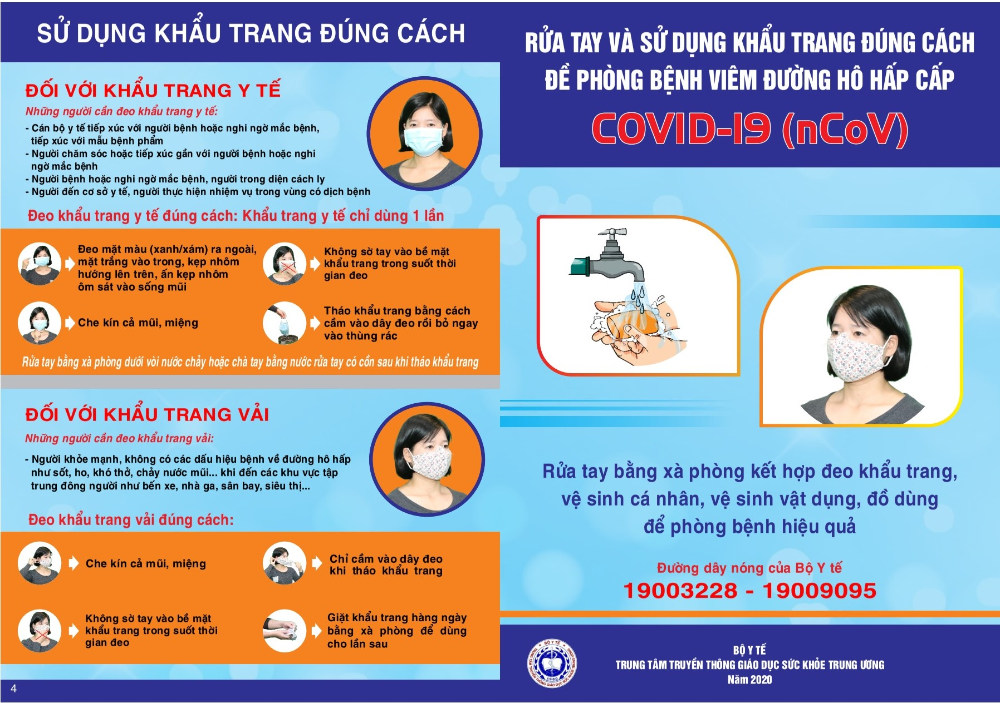 SỬ DỤNG KHẨU TRANG ĐÚNG CÁCH
ĐỐI VỚI KHẨU TRANG Y TẾ
Những người cần đeo khẩu trang y tế:
- Cán bộ y tế tiếp xúc với người bệnh hoặc nghi ngờ mắc bệnh,
tiếp xúc với mẫu bệnh phẩm
- Người chăm sóc hoặc tiếp xúc gần với người bệnh hoặc nghi
ngờ mắc bệnh
- Người bệnh hoặc nghi ngờ mắc bệnh, người trong diện cách ly
- Người đến cơ sở y tế, người thực hiện nhiệm vụ trong vùng có dịch bệnh
Đeo khẩu trang y tế đúng cách: Khẩu trang y tế chỉ dùng 1 lần
Đeo mặt màu (xanh/xám) ra ngoài,
mặt trắng vào trong, kẹp nhôm
hướng lên trên, ấn kẹp nhôm
ôm sát vào sống mũi
Không sờ tay vào bề mặt
khẩu trang trong suốt thời
gian đeo
Che kín cả mũi, miệng
Tháo khẩu trang bằng cách
cầm vào dây đeo rồi bỏ ngay
vào thùng rác
Rửa tay bằng xà phòng dưới vòi nước chảy hoặc chà tay bằng nước rửa tay có cồn sau khi tháo khẩu trang
ĐỐI VỚI KHẨU TRANG VẢI
Những người cần đeo khẩu trang vải:
- Người khỏe mạnh, không có các dấu hiệu bệnh về đường hô hấp
như sốt, ho, khó thở, chảy nước mũi... khi đến các khu vực tập
trung đông người như bến xe, nhà ga, sân bay, siêu thị...
Đeo khẩu trang vải đúng cách:
Che kín cả mũi, miệng
Chỉ cầm vào dây đeo
khi tháo khẩu trang
Không sờ tay vào bề mặt
khẩu trang trong suốt thời
gian đeo
Giặt khẩu trang hàng ngày
bằng xà phòng để dùng
cho lần sau
4
RỬA TAY VÀ SỬ DỤNG KHẨU TRANG ĐÚNG CÁCH
ĐỀ PHÒNG BỆNH VIÊM ĐƯỜNG HÔ HẤP CẤP
COVID-19 (nCoV)
Rửa tay bằng xà phòng kết hợp đeo khẩu trang,
vệ sinh cá nhân, vệ sinh vật dụng, đồ dùng
để phòng bệnh hiệu quả
Đường dây nóng của Bộ Y tế
19003228 - 19009095
BỘ Y TẾ
TRUNG TÂM TRUYỀN THÔNG GIÁO DỤC SỨC KHỎE TRUNG ƯƠNG
1980
BỘ Y TẾ
TRUNG TÂM TRUYỀN THÔNG GIÁO DỤC SỨC KHỎE TRUNG ƯƠNG
Năm 2020